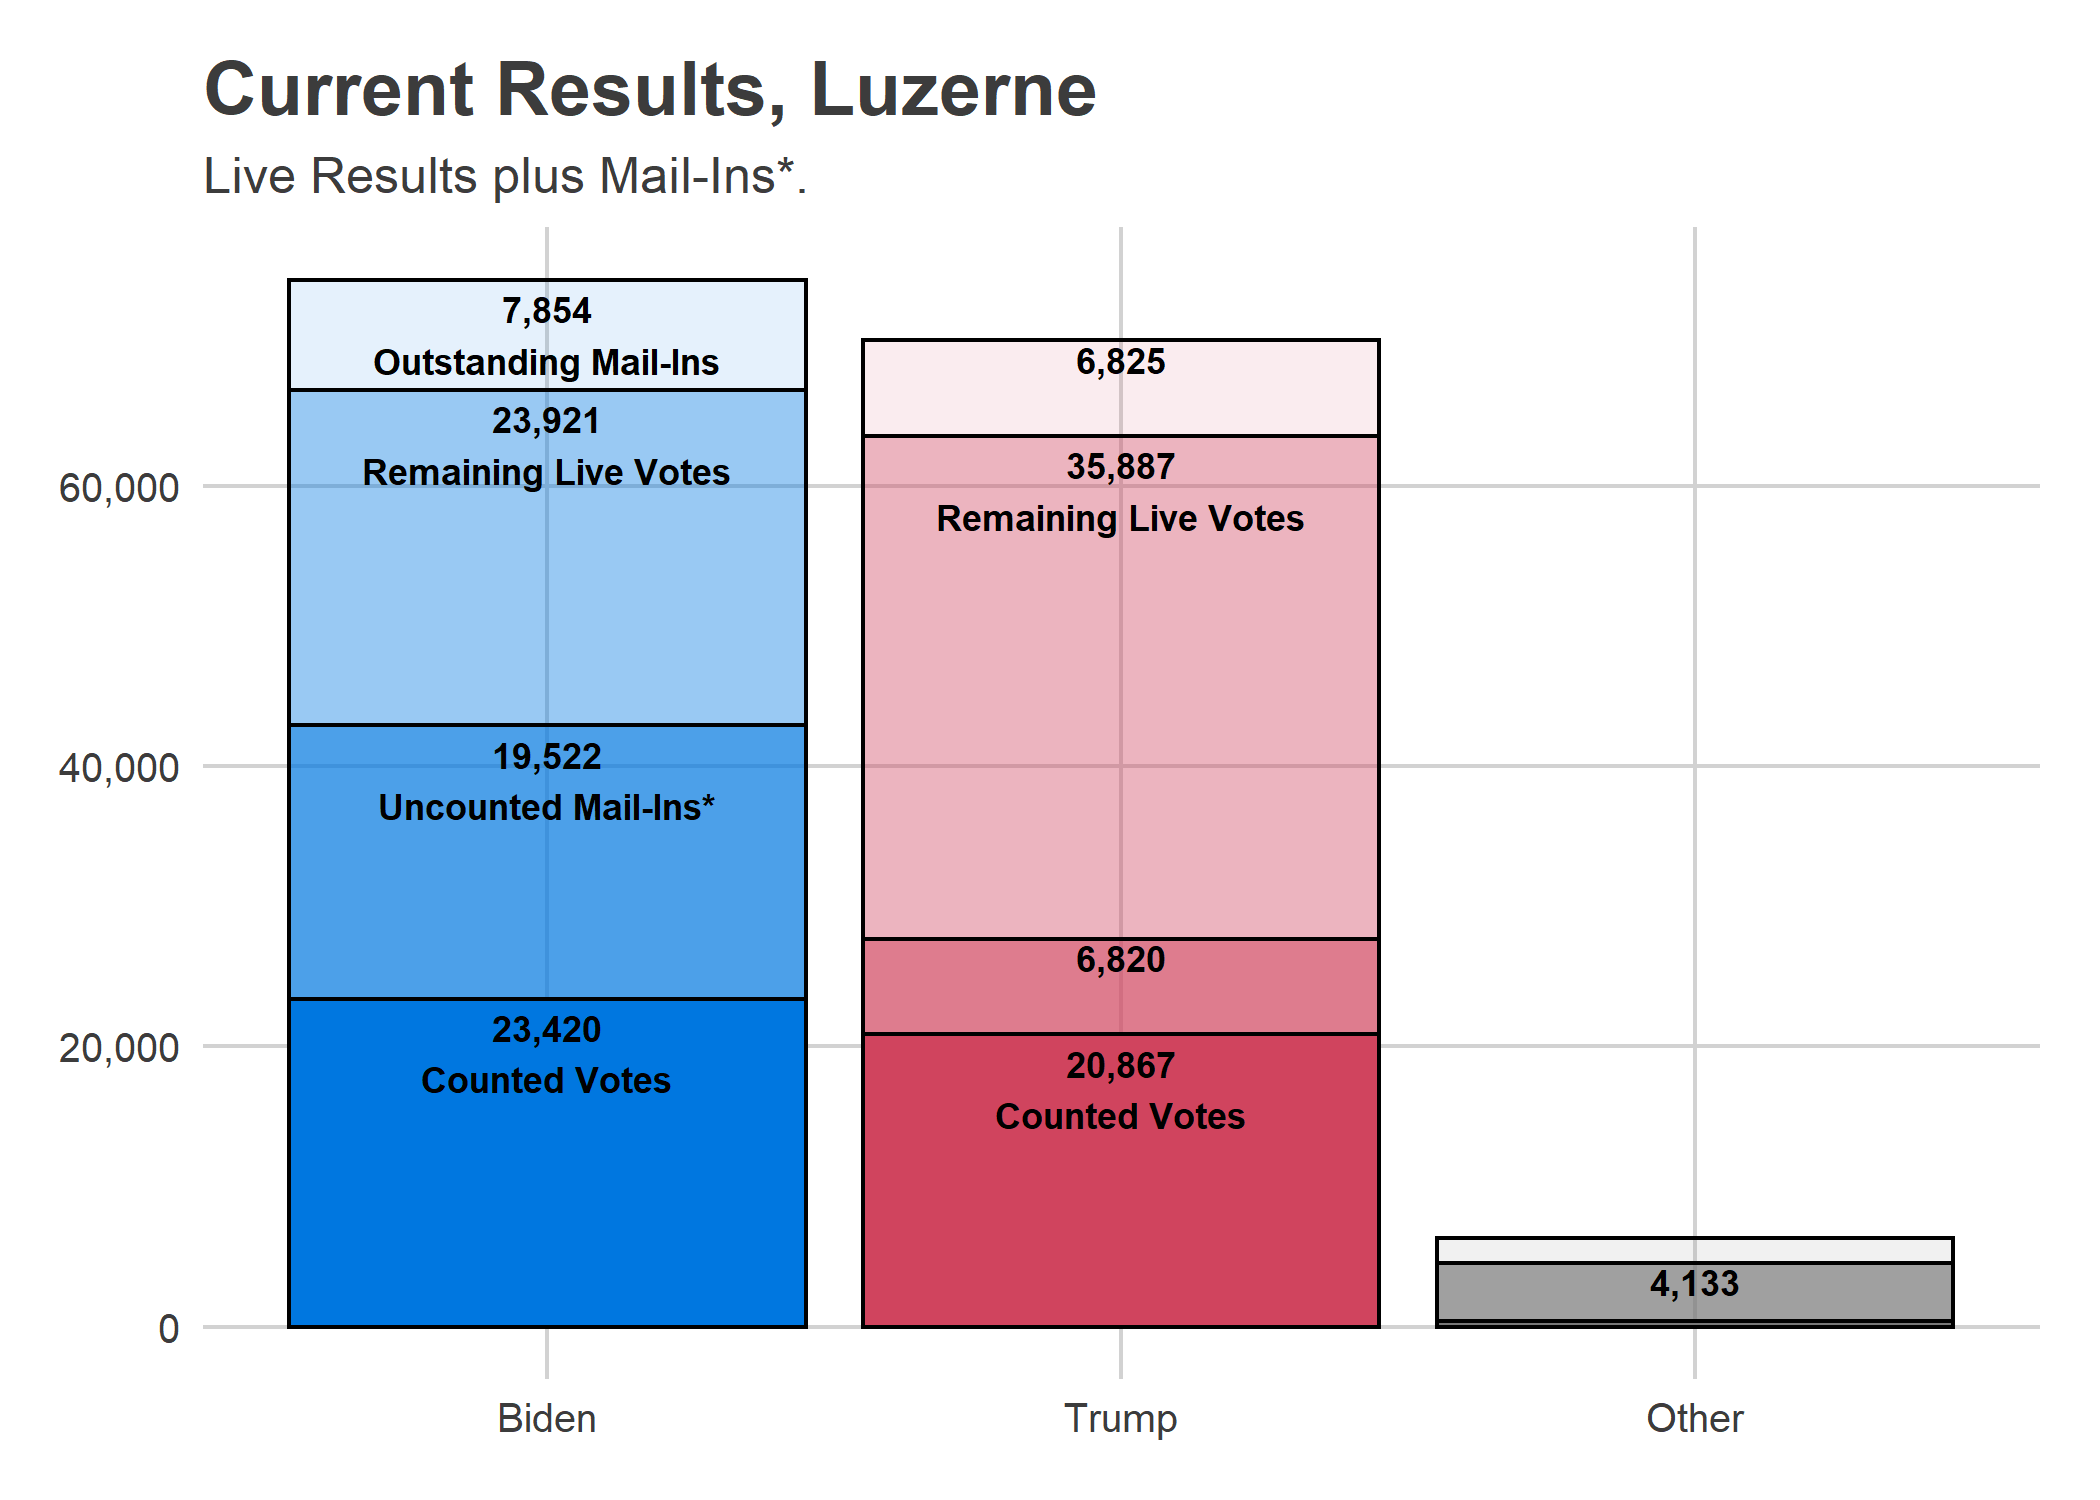 Current Results, Luzerne
Live Results plus Mail-Ins*.
7,854
Outstanding Mail-Ins
23,921
Remaining Live Votes
19,522
Uncounted Mail-Ins*
23,420
Counted Votes
6,825
35,887
Remaining Live Votes
6,820
20,867
Counted Votes
4,133
60,000
40,000
20,000
0
Biden
Trump
Other